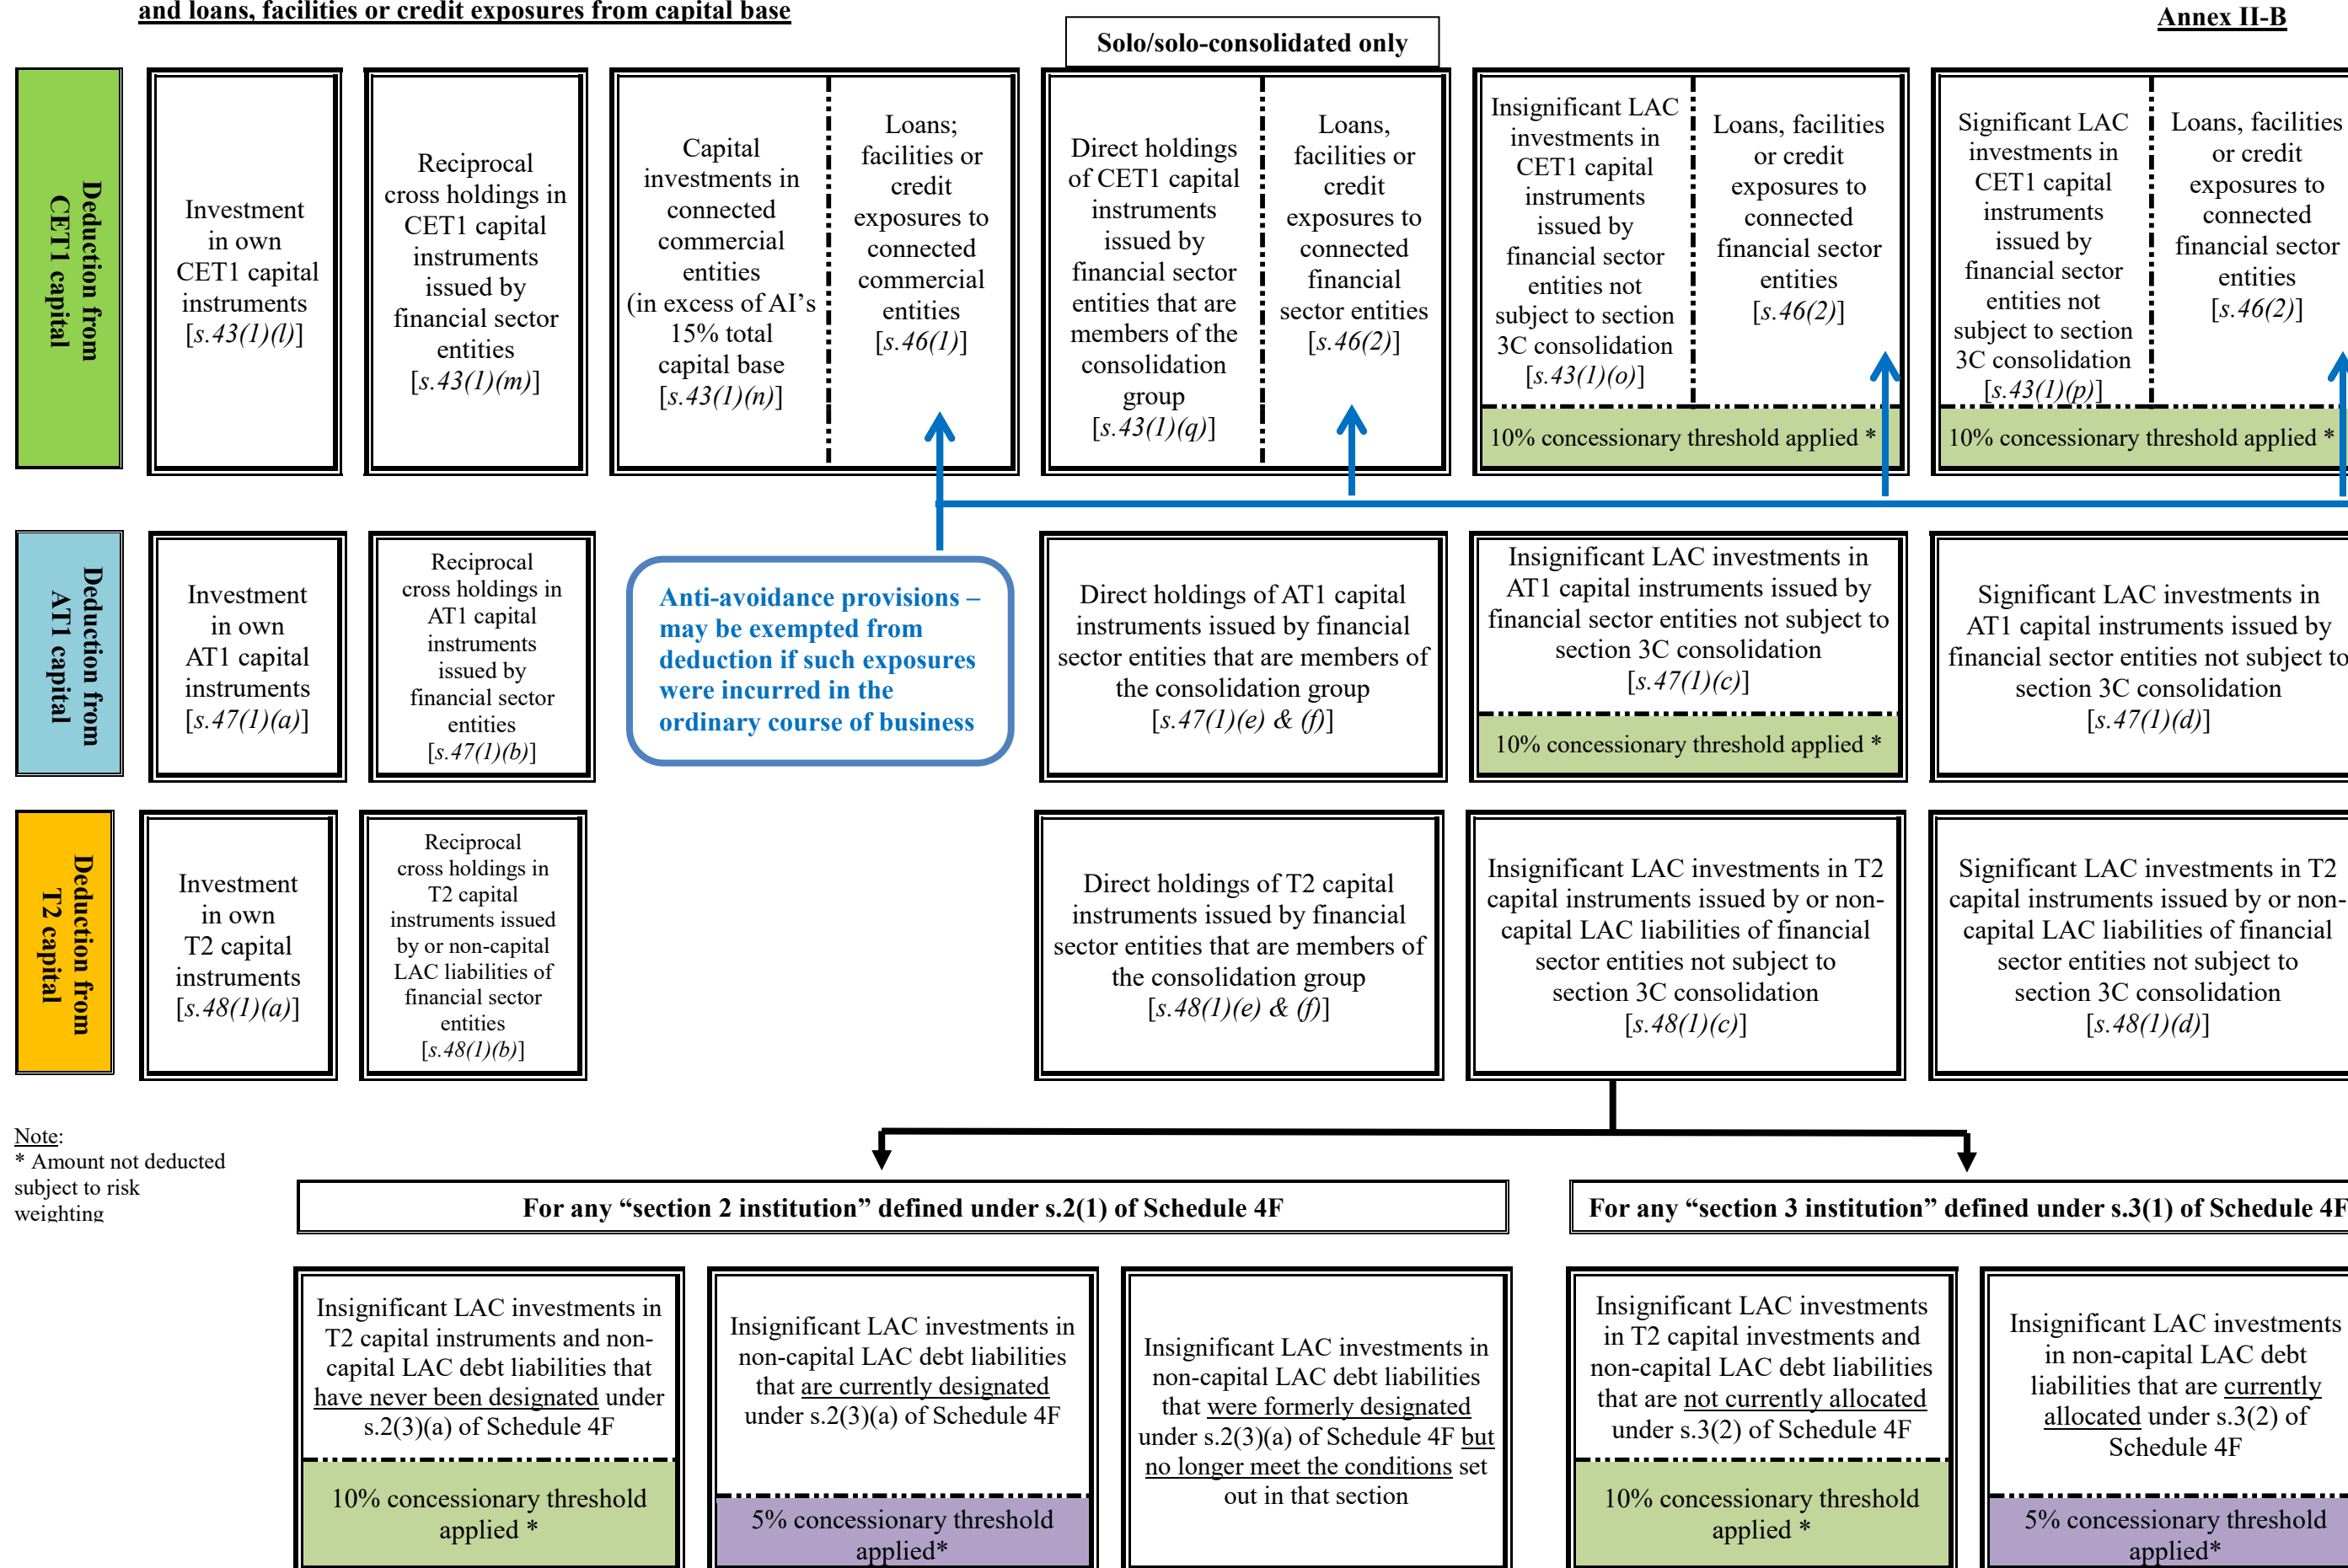 and loans, facilities or credit exposures from capital base
Annex II-B
Solo/solo-consolidated only
Deduction from
CET1 capital
Investment
in own
CET1 capital
instruments
[s.43(1)(l)]
Reciprocal
cross holdings in
CET1 capital
instruments
issued by
financial sector
entities
[s.43(1)(m)]
Capital
investments in
connected
commercial
entities
(in excess of AI’s
15% total
capital base
[s.43(1)(n)]
Loans;
facilities or
credit
exposures to
connected
commercial
entities
[s.46(1)]
Direct holdings
of CET1 capital
instruments
issued by
financial sector
entities that are
members of the
consolidation
group
[s.43(1)(q)]
Loans,
facilities or
credit
exposures to
connected
financial
sector entities
[s.46(2)]
Insignificant LAC
investments in
CET1 capital
instruments
issued by
financial sector
entities not
subject to section
3C consolidation
[s.43(1)(o)]
Loans, facilities
or credit
exposures to
connected
financial sector
entities
[s.46(2)]
10% concessionary threshold applied *
Significant LAC
investments in
CET1 capital
instruments
issued by
financial sector
entities not
subject to section
3C consolidation
[s.43(1)(p)]
Loans, facilities
or credit
exposures to
connected
financial sector
entities
[s.46(2)]
10% concessionary threshold applied *
Deduction from
AT1 capital
Investment
in own
AT1 capital
instruments
[s.47(1)(a)]
Reciprocal
cross holdings in
AT1 capital
instruments
issued by
financial sector
entities
[s.47(1)(b)]
Anti-avoidance provisions –
may be exempted from
deduction if such exposures
were incurred in the
ordinary course of business
Direct holdings of AT1 capital
instruments issued by financial
sector entities that are members of
the consolidation group
[s.47(1)(e) & (f)]
Insignificant LAC investments in
AT1 capital instruments issued by
financial sector entities not subject to
section 3C consolidation
[s.47(1)(c)]
10% concessionary threshold applied *
Significant LAC investments in
AT1 capital instruments issued by
financial sector entities not subject to
section 3C consolidation
[s.47(1)(d)]
Deduction from
T2 capital
Investment
in own
T2 capital
instruments
[s.48(1)(a)]
Reciprocal
cross holdings in
T2 capital
instruments issued
by or non-capital
LAC liabilities of
financial sector
entities
[s.48(1)(b)]
Direct holdings of T2 capital
instruments issued by financial
sector entities that are members of
the consolidation group
[s.48(1)(e) & (f)]
Insignificant LAC investments in T2
capital instruments issued by or non-
capital LAC liabilities of financial
sector entities not subject to
section 3C consolidation
[s.48(1)(c)]
Significant LAC investments in T2
capital instruments issued by or non-
capital LAC liabilities of financial
sector entities not subject to
section 3C consolidation
[s.48(1)(d)]
Note:
* Amount not deducted
subject to risk
weighting
For any “section 2 institution” defined under s.2(1) of Schedule 4F
For any “section 3 institution” defined under s.3(1) of Schedule 4F
Insignificant LAC investments in
T2 capital instruments and non-
capital LAC debt liabilities that
have never been designated under
s.2(3)(a) of Schedule 4F
10% concessionary threshold
applied *
Insignificant LAC investments in
non-capital LAC debt liabilities
that are currently designated
under s.2(3)(a) of Schedule 4F
5% concessionary threshold
applied*
Insignificant LAC investments in
non-capital LAC debt liabilities
that were formerly designated
under s.2(3)(a) of Schedule 4F but
no longer meet the conditions set
out in that section
Insignificant LAC investments
in T2 capital investments and
non-capital LAC debt liabilities
that are not currently allocated
under s.3(2) of Schedule 4F
10% concessionary threshold
applied *
Insignificant LAC investments
in non-capital LAC debt
liabilities that are currently
allocated under s.3(2) of
Schedule 4F
5% concessionary threshold
applied*